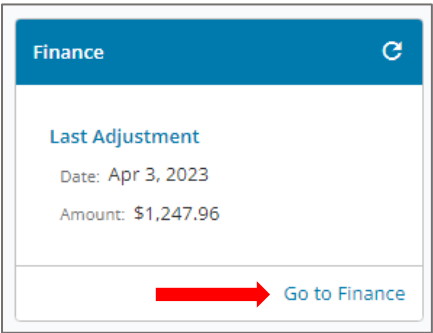 Finance
Last Adjustment
Date: Apr 3, 2023
Amount: $1,247.96
Go to Finance